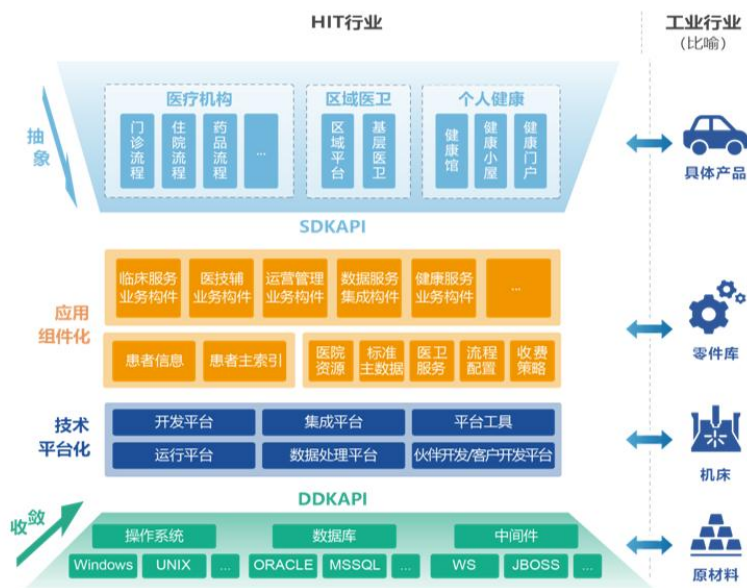 HIT行业
工业行业
(比喻)
抽象
医疗机构
门诊流程
住院流程
药品流程
...
区域医卫
区域平台
基层医卫
个人健康
健康馆
健康小屋
健康门户
具体产品
SDKAPI
应用
组件化
临床服务
业务构件
医技辅
业务构件
运营管理
业务构件
数据服务
集成构件
健康服务
业务构件
...
患者信息
患者主索引
医院
资源
标准
主数据
医卫
服务
流程
配置
收费
策略
零件库
技术
平台化
开发平台
集成平台
平台工具
运行平台
数据处理平台
伙伴开发/客户开发平台
机床
DDKAPI
收敛
操作系统
数据库
中间件
Windows
UNIX
...
ORACLE
MSSQL
...
WS
JBOSS
...
原材料